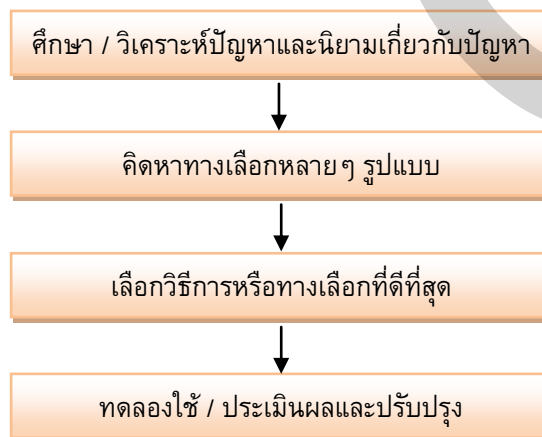 ศึกษา / วิเคราะห์ปัญหาและนิยามเกี่ยวกับปัญหา
คิดหาทางเลือกหลายๆ รูปแบบ
เลือกวิธีการหรือทางเลือกที่ดีที่สุด
ทดลองใช้ / ประเมินผลและปรับปรุง